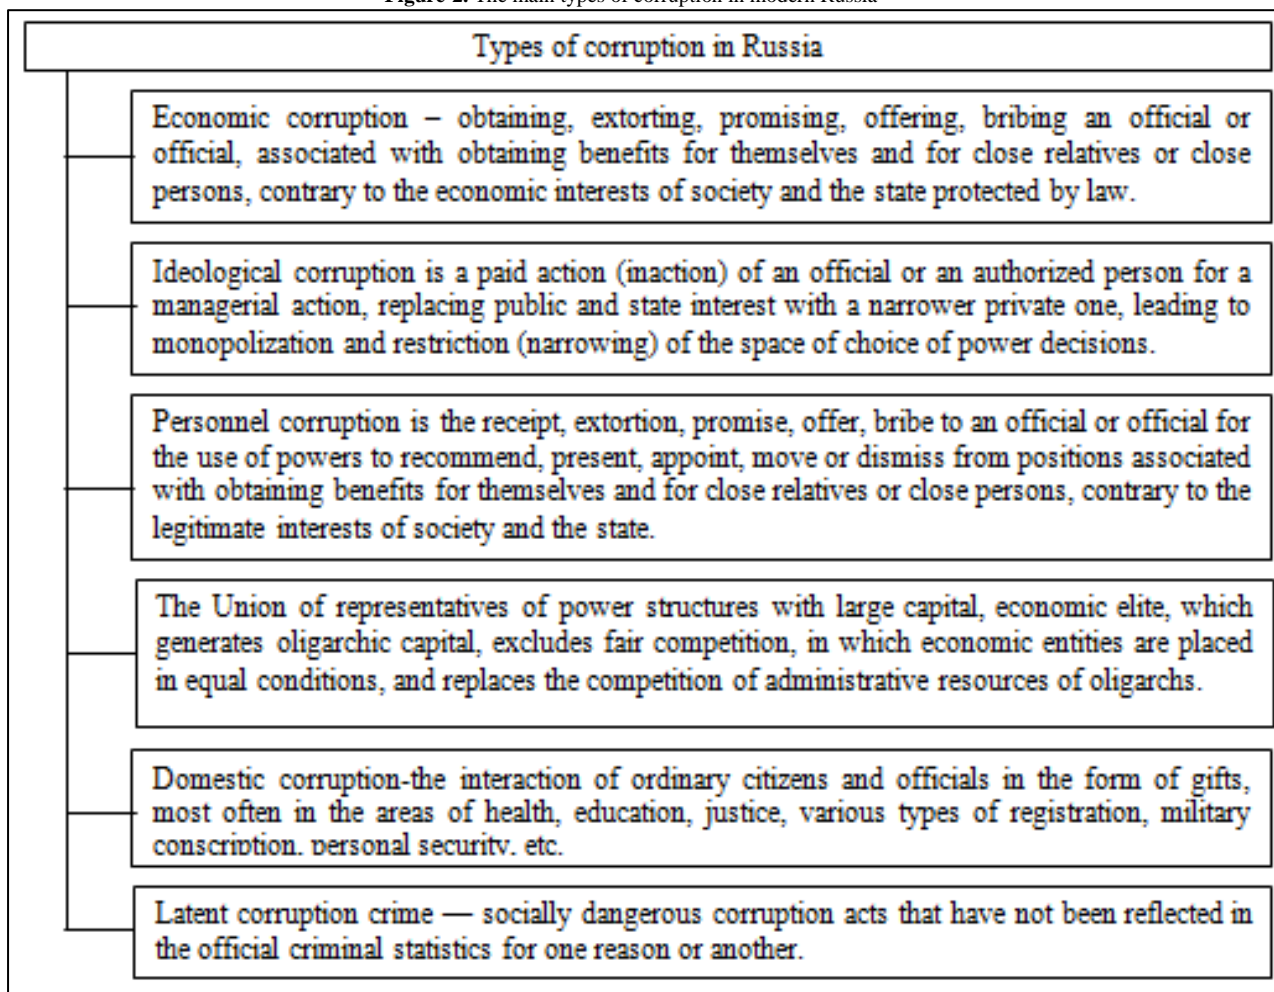 Figure 2. The main types of corruption in modern Russia
Types of corruption in Russia
Economic corruption – obtaining, extorting, promising, offering, bribing an official or
official, associated with obtaining benefits for themselves and for close relatives or close
persons, contrary to the economic interests of society and the state protected by law.
Ideological corruption is a paid action (inaction) of an official or an authorized person for a
managerial action, replacing public and state interest with a narrower private one, leading to
monopolization and restriction (narrowing) of the space of choice of power decisions.
Personnel corruption is the receipt, extortion, promise, offer, bribe to an official or official for
the use of powers to recommend, present, appoint, move or dismiss from positions associated
with obtaining benefits for themselves and for close relatives or close persons, contrary to the
legitimate interests of society and the state.
The Union of representatives of power structures with large capital, economic elite, which
generates oligarchic capital, excludes fair competition, in which economic entities are placed
in equal conditions, and replaces the competition of administrative resources of oligarchs.
Domestic corruption-the interaction of ordinary citizens and officials in the form of gifts,
most often in the areas of health, education, justice, various types of registration, military
conscription, personal security, etc.
Latent corruption crime — socially dangerous corruption acts that have not been reflected in
the official criminal statistics for one reason or another.